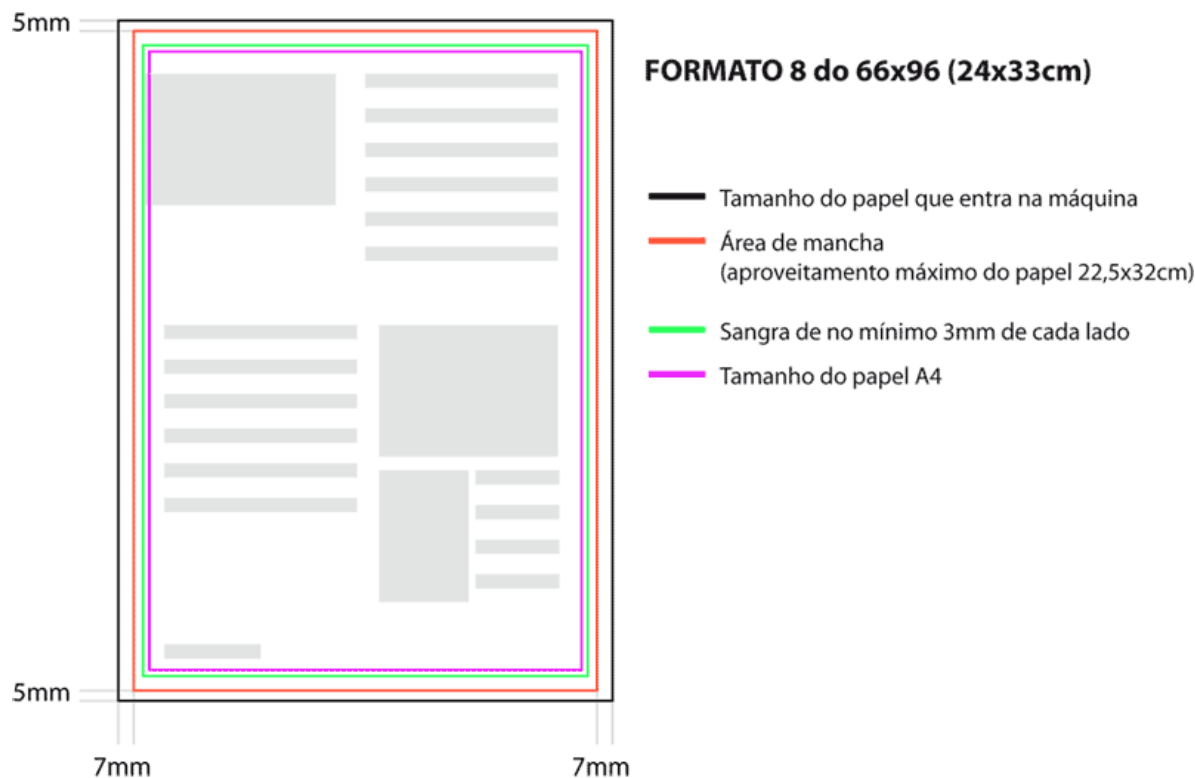 5mm
FORMATO 8 do 66x96 (24x33cm)
Tamanho do papel que entra na máquina
Área de mancha
(aproveitamento máximo do papel 22,5x32cm)
Sangra de no mínimo 3mm de cada lado
Tamanho do papel A4
5mm
7mm
7mm